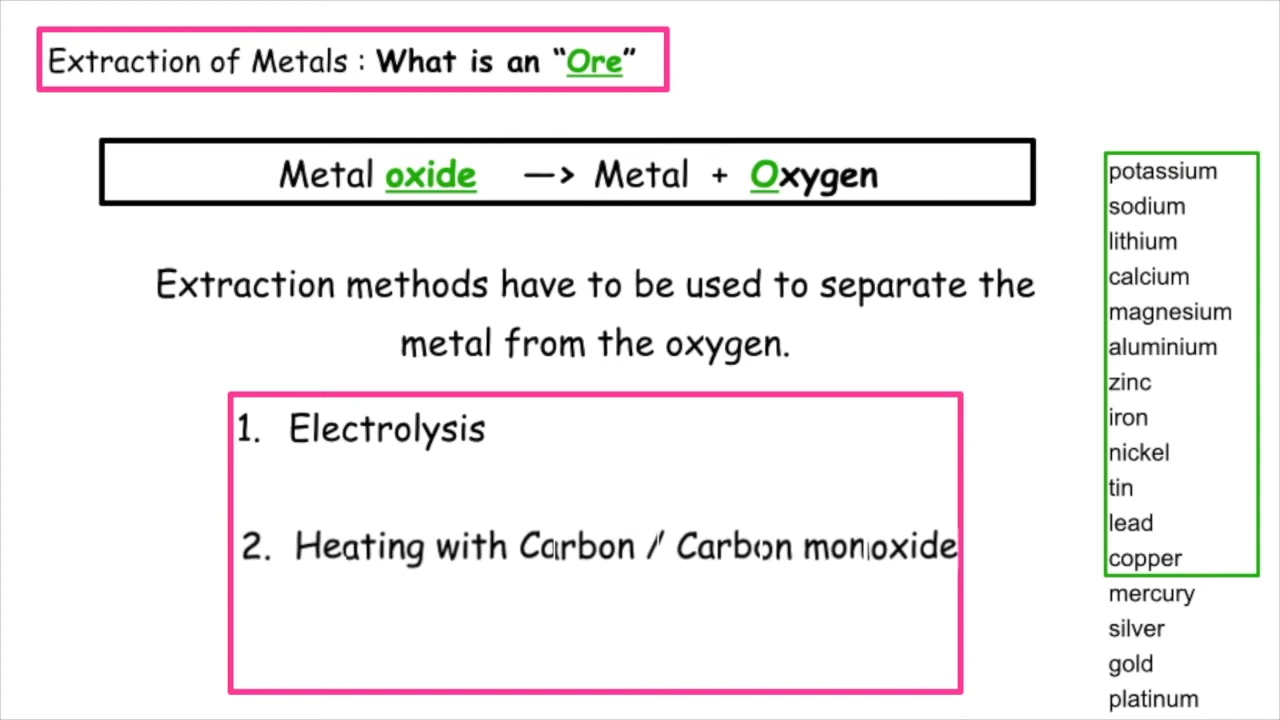 Extraction of Metals : What is an “Ore”
Metal oxide —> Metal + Oxygen
Extraction methods have to be used to separate the
metal from the oxygen.
1. Electrolysis
2. Heating with Carbon / Carbon monoxide
potassium
sodium
lithium
calcium
magnesium
aluminium
zinc
iron
nickel
tin
lead
copper
mercury
silver
gold
platinum